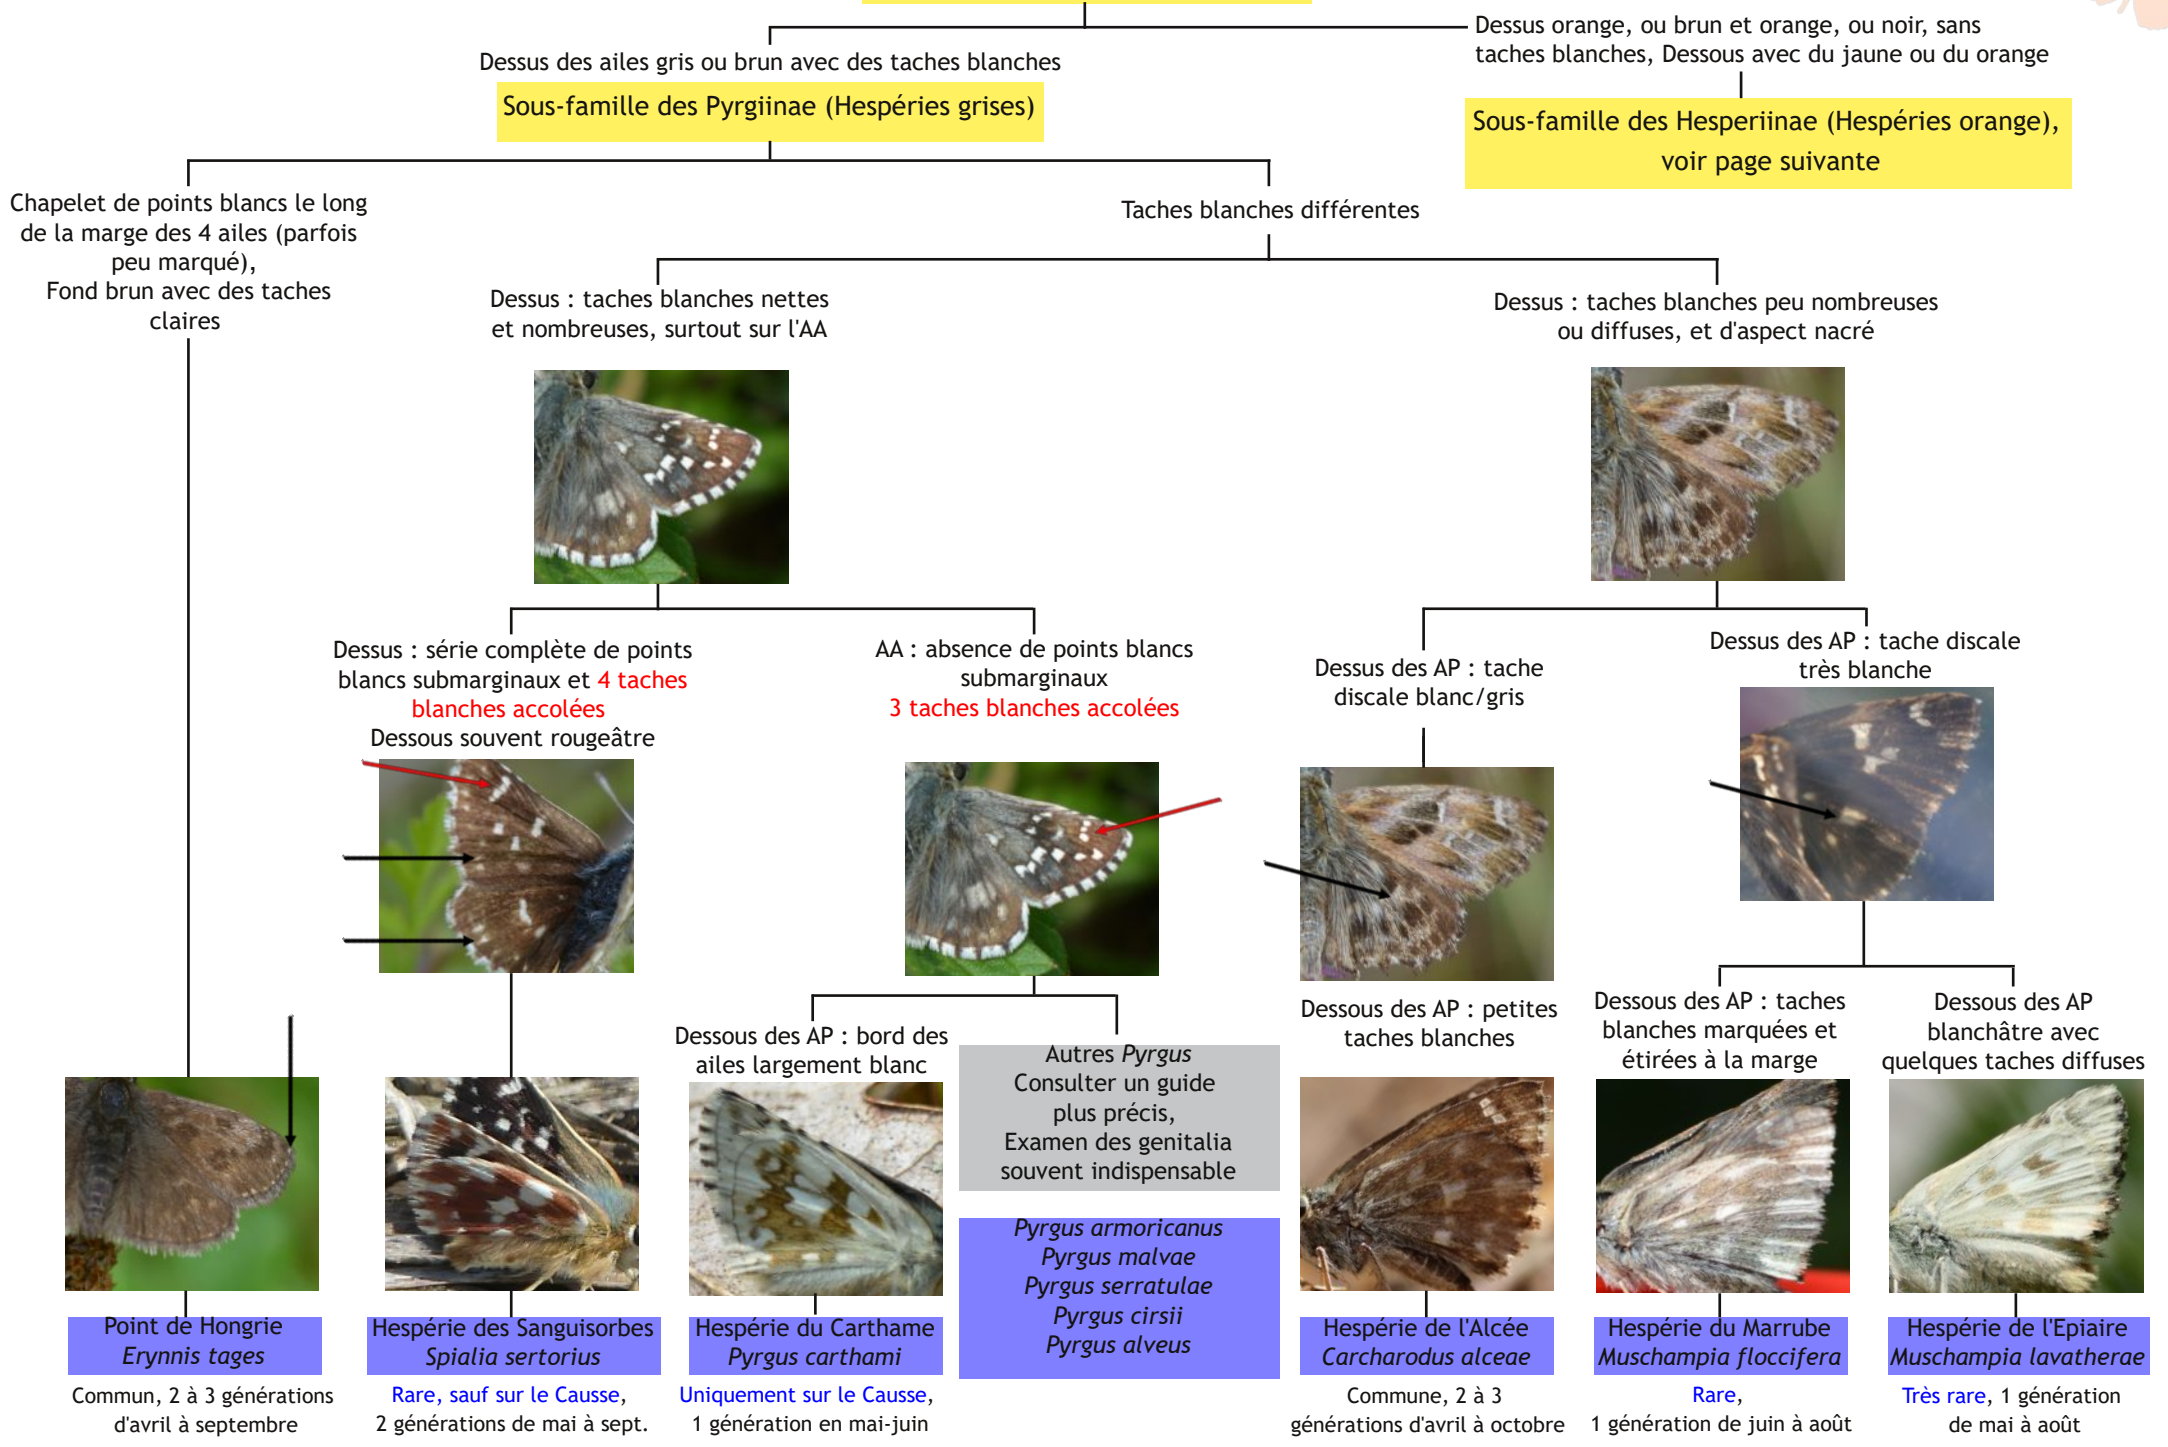 Dessus orange, ou brun et orange, ou noir, sans
taches blanches, Dessous avec du jaune ou du orange
Dessus des ailes gris ou brun avec des taches blanches
Sous-famille des Pyrgiinae (Hespéries grises)
Sous-famille des Hesperiinae (Hespéries orange),
voir page suivante
Chapelet de points blancs le long
de la marge des 4 ailes (parfois
peu marqué),
Fond brun avec des taches
claires
Taches blanches différentes
Dessus : taches blanches nettes
et nombreuses, surtout sur l'AA
Dessus : taches blanches peu nombreuses
ou diffuses, et d'aspect nacré
Dessus : série complète de points
blancs submarginaux et 4 taches
blanches accolées
Dessous souvent rougeâtre
AA : absence de points blancs
submarginaux
3 taches blanches accolées
Dessus des AP : tache
discale blanc/gris
Dessus des AP : tache discale
très blanche
Dessous des AP : bord des
ailes largement blanc
Autres Pyrgus
Consulter un guide
plus précis,
Examen des genitalia
souvent indispensable
Dessous des AP : petites
taches blanches
Dessous des AP : taches
blanches marquées et
étirées à la marge
Dessous des AP
blanchâtre avec
quelques taches diffuses
Pyrgus armoricanus
Pyrgus malvae
Pyrgus serratulae
Pyrgus cirsii
Pyrgus alveus
Point de Hongrie
Erynnis tages
Commun, 2 à 3 générations
d'avril à septembre
Hespérie des Sanguisorbes
Spialia sertorius
Rare, sauf sur le Causse,
2 générations de mai à sept.
Hespérie du Carthame
Pyrgus carthami
Uniquement sur le Causse,
1 génération en mai-juin
Hespérie de l'Alcée
Carcharodus alceae
Commune, 2 à 3
générations d'avril à octobre
Hespérie du Marrube
Muschampia floccifera
Rare,
1 génération de juin à août
Hespérie de l'Epiaire
Muschampia lavatherae
Très rare, 1 génération
de mai à août